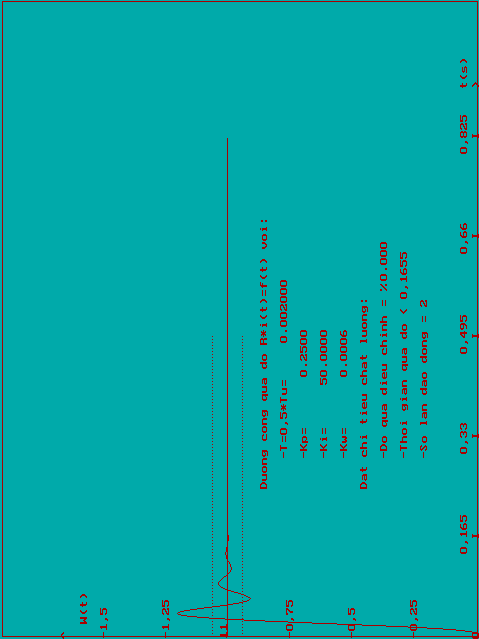 W(t)
1,5
1,25
1
0,75
0,5
0,25
0
Duong cong qua do R*i(t)=f(t) voi:
-T=0,5*Tu= 0.002000
-Kp= 0.2500
-Ki= 50.0000
-Kw= 0.0006
Dat chi tieu chat luong:
-Do qua dieu chinh = %0.000
-Thoi gian qua do < 0,1655
-So lan dao dong = 2
0,165
0,33
0,495
0,66
0,825
t(s)